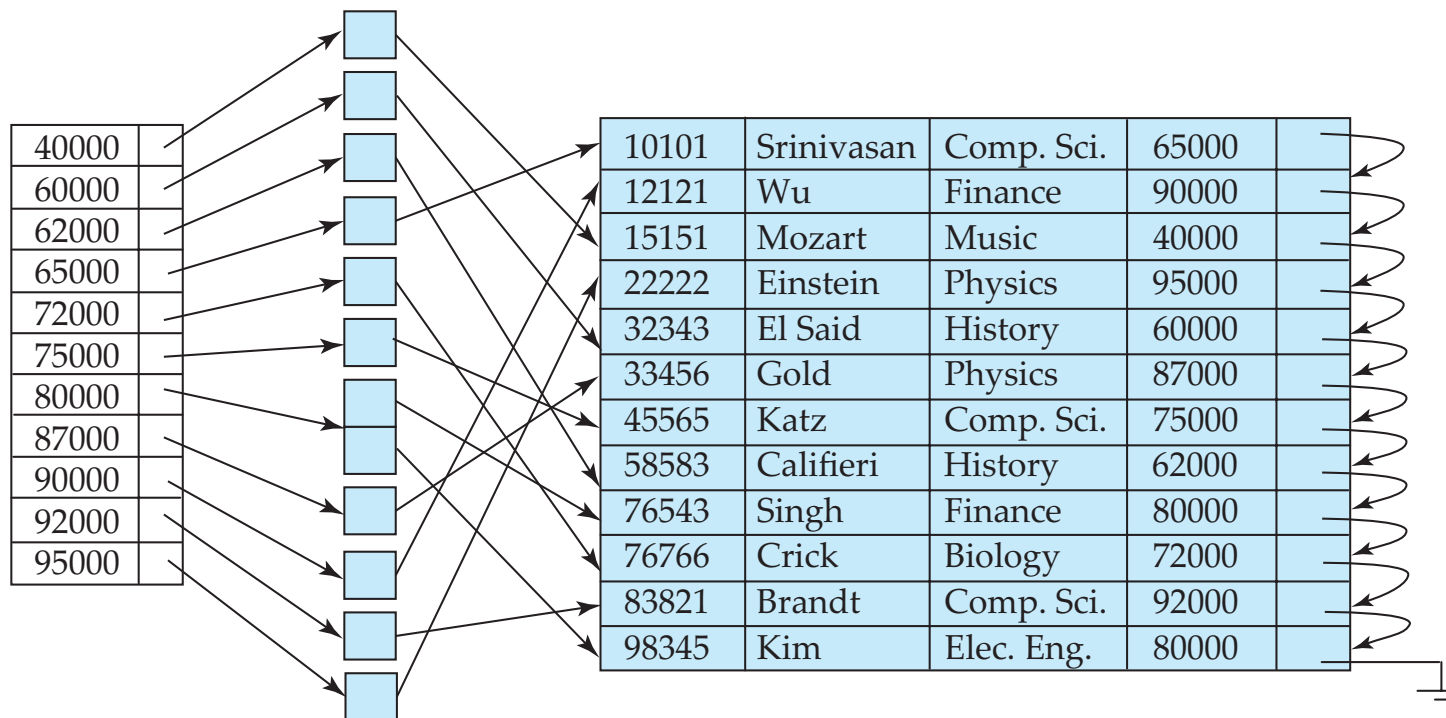 40000
60000
62000
65000
72000
75000
80000
87000
90000
92000
95000
10101 Srinivasan Comp. Sci. 65000
12121 Wu Finance 90000
15151 Mozart Music 40000
22222 Einstein Physics 95000
32343 El Said History 60000
33456 Gold Physics 87000
45565 Katz Comp. Sci. 75000
58583 Califieri History 62000
76543 Singh Finance 80000
76766 Crick Biology 72000
83821 Brandt Comp. Sci. 92000
98345 Kim Elec. Eng. 80000